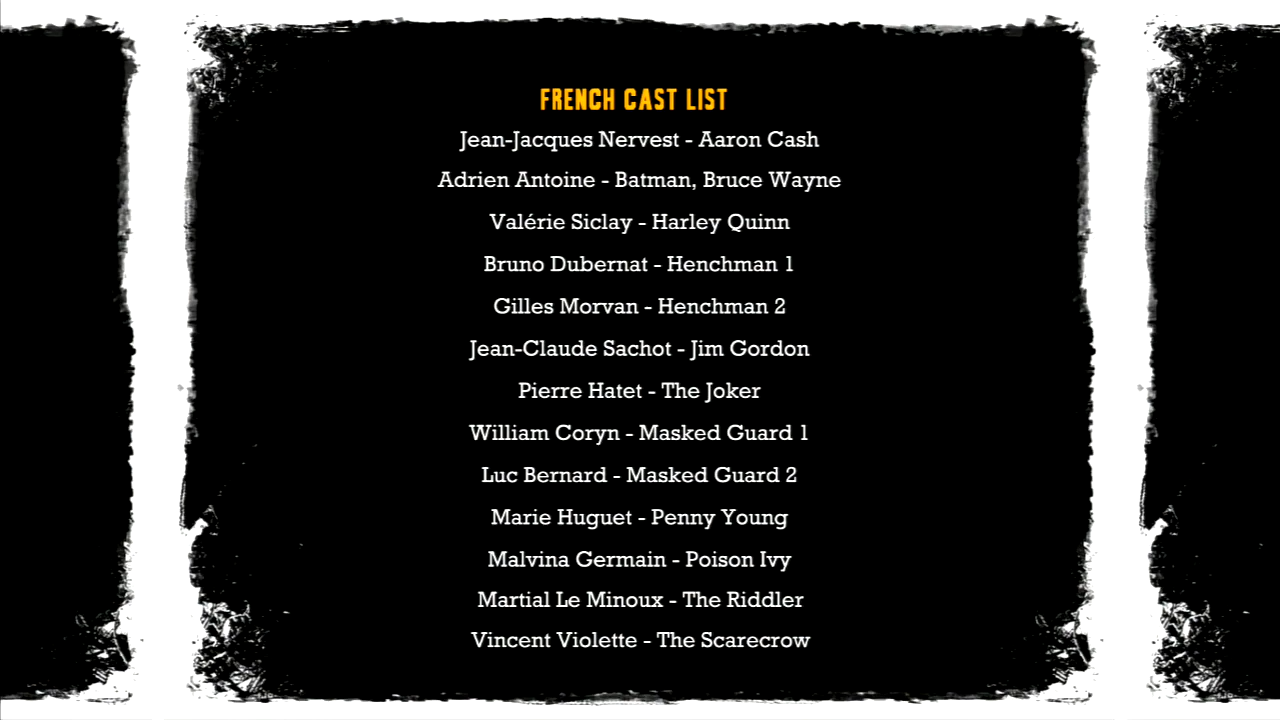 FRENCH CAST LIST
Jean-Jacques Nervest - Aaron Cash
Adrien Antoine - Batman, Bruce Wayne
Valérie Siclay - Harley Quinn
Bruno Dubernat - Henchman 1
Gilles Morvan - Henchman 2
Jean-Claude Sachot - Jim Gordon
Pierre Hatet - The Joker
William Coryn - Masked Guard 1
Luc Bernard - Masked Guard 2
Marie Huguet - Penny Young
Malvina Germain - Poison Ivy
Martial Le Minoux - The Riddler
Vincent Violette - The Scarecrow